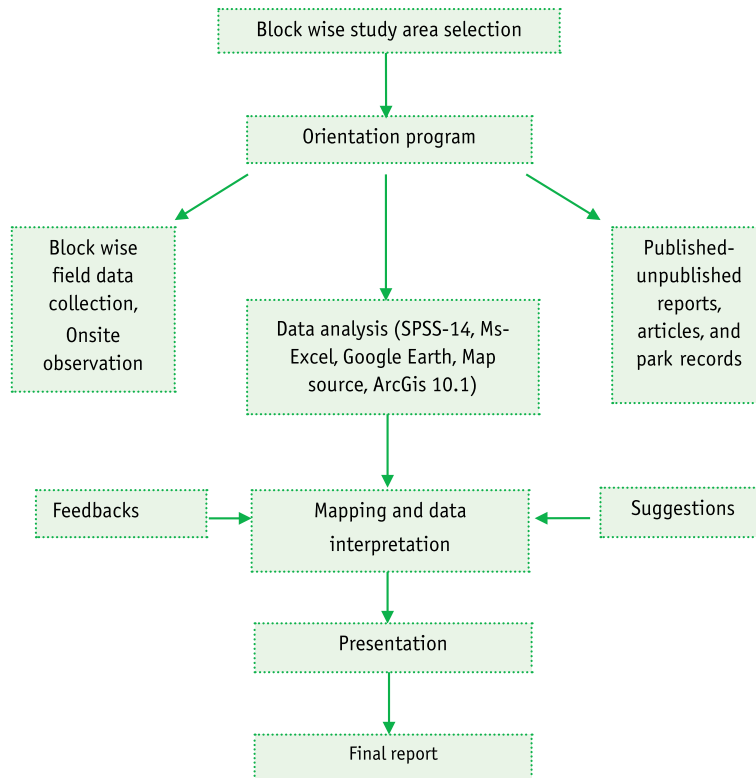 Block wise study area selection
Orientation program
Block wise
field data
collection,
Onsite
observation
Data analysis (SPSS-14, Ms-
Excel, Google Earth, Map
source, ArcGis 10.1)
Published-
unpublished
reports,
articles, and
park records
Feedbacks
Mapping and data
interpretation
Suggestions
Presentation
Final report